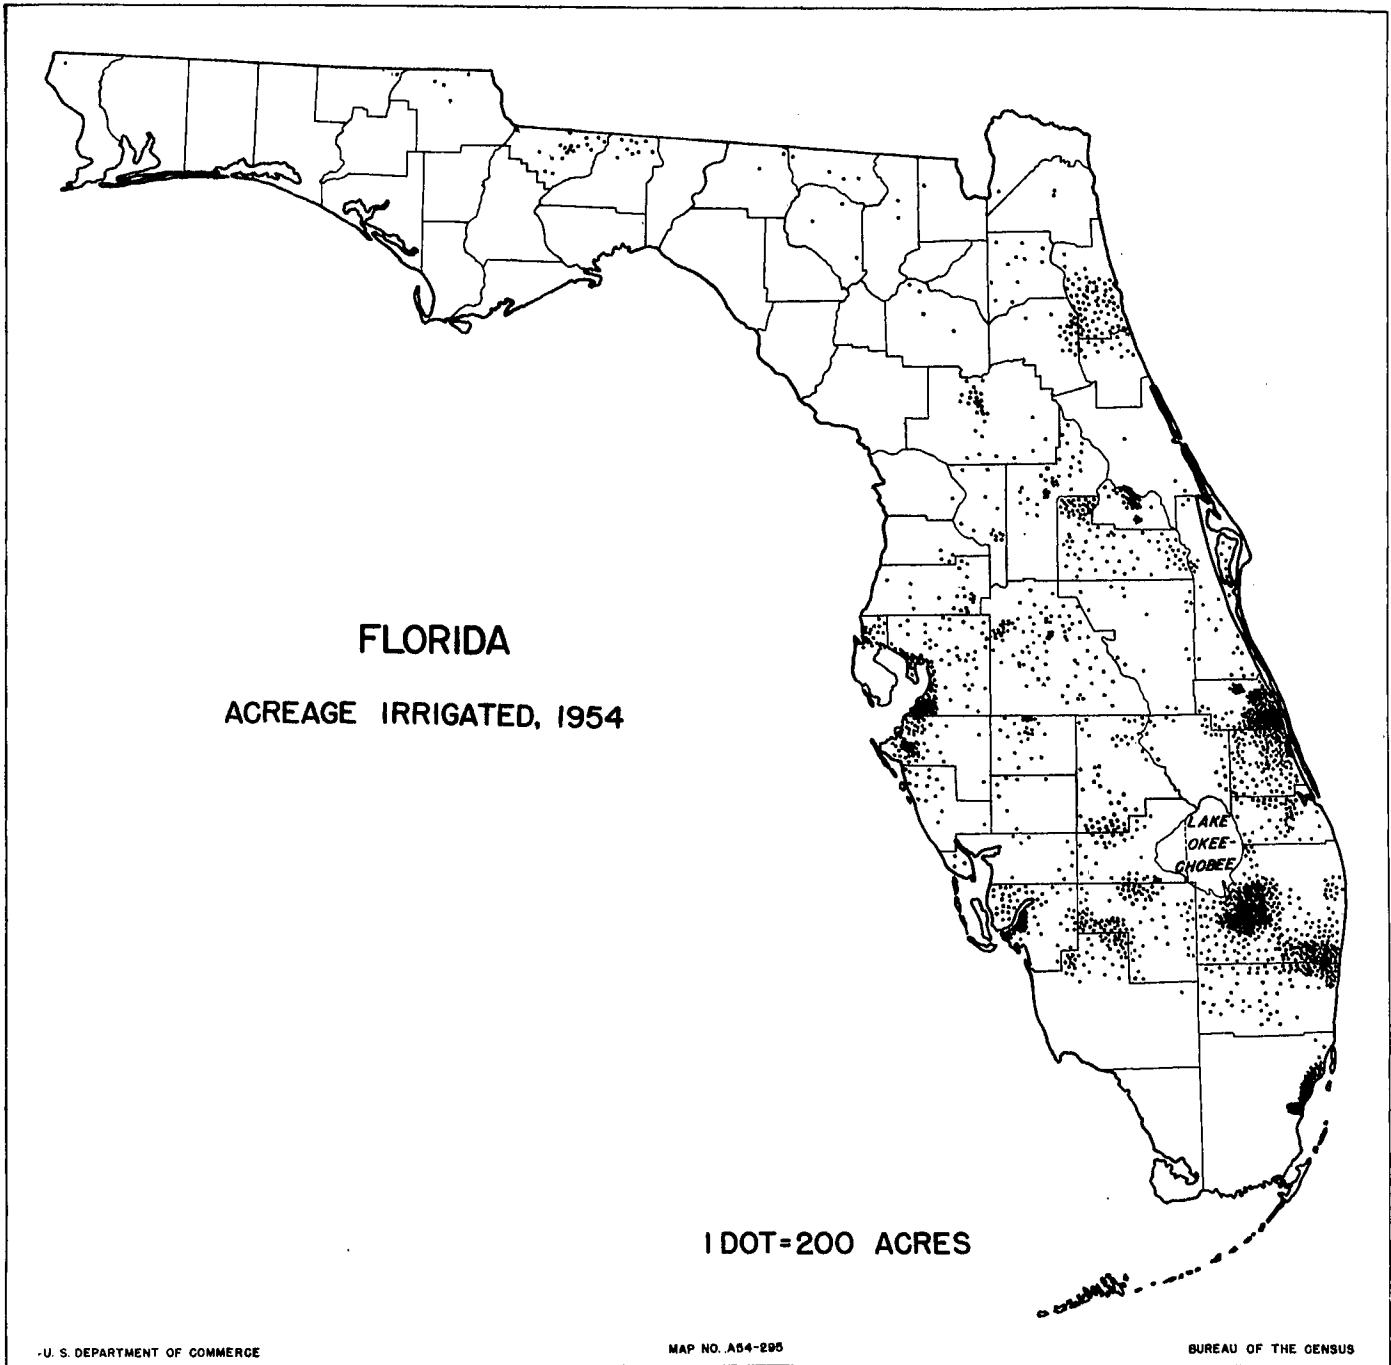 FLORIDA
ACREAGE IRRIGATED, 1954
LAKE
OKEE-
CHOBEE
1 DOT=200 ACRES
U. S. DEPARTMENT OF COMMERCE
MAP NO. A54-295
BUREAU OF THE CENSUS